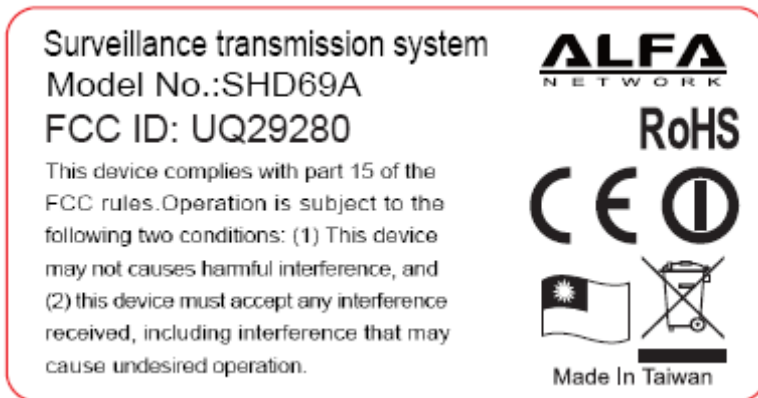 Surveillance transmission system
Model No.:SHD69A
FCC ID: UQ29280
This device complies with part 15 of the
FCC rules.Operation is subject to the
following two conditions: (1) This device
may not causes harmful interference, and
(2) this device must accept any interference
received, including interference that may
cause undesired operation.
ALFA
NETWORK
RoHS
CE
Made In Taiwan